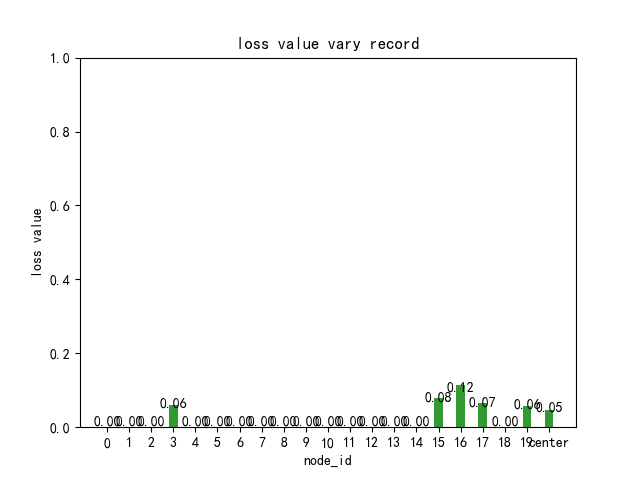 loss value vary record
1.0
0.8
0.6
0.4
0.2
0.0
loss value
0.00 0.00 0.00 0.06 0.00 0.00 0.00 0.00 0.00 0.00 0.00 0.00 0.00 0.00 0.00 0.08 0.12 0.07 0.00 0.06 0.05
0 1 2 3 4 5 6 7 8 9 10 11 12 13 14 15 16 17 18 19 center
node_id